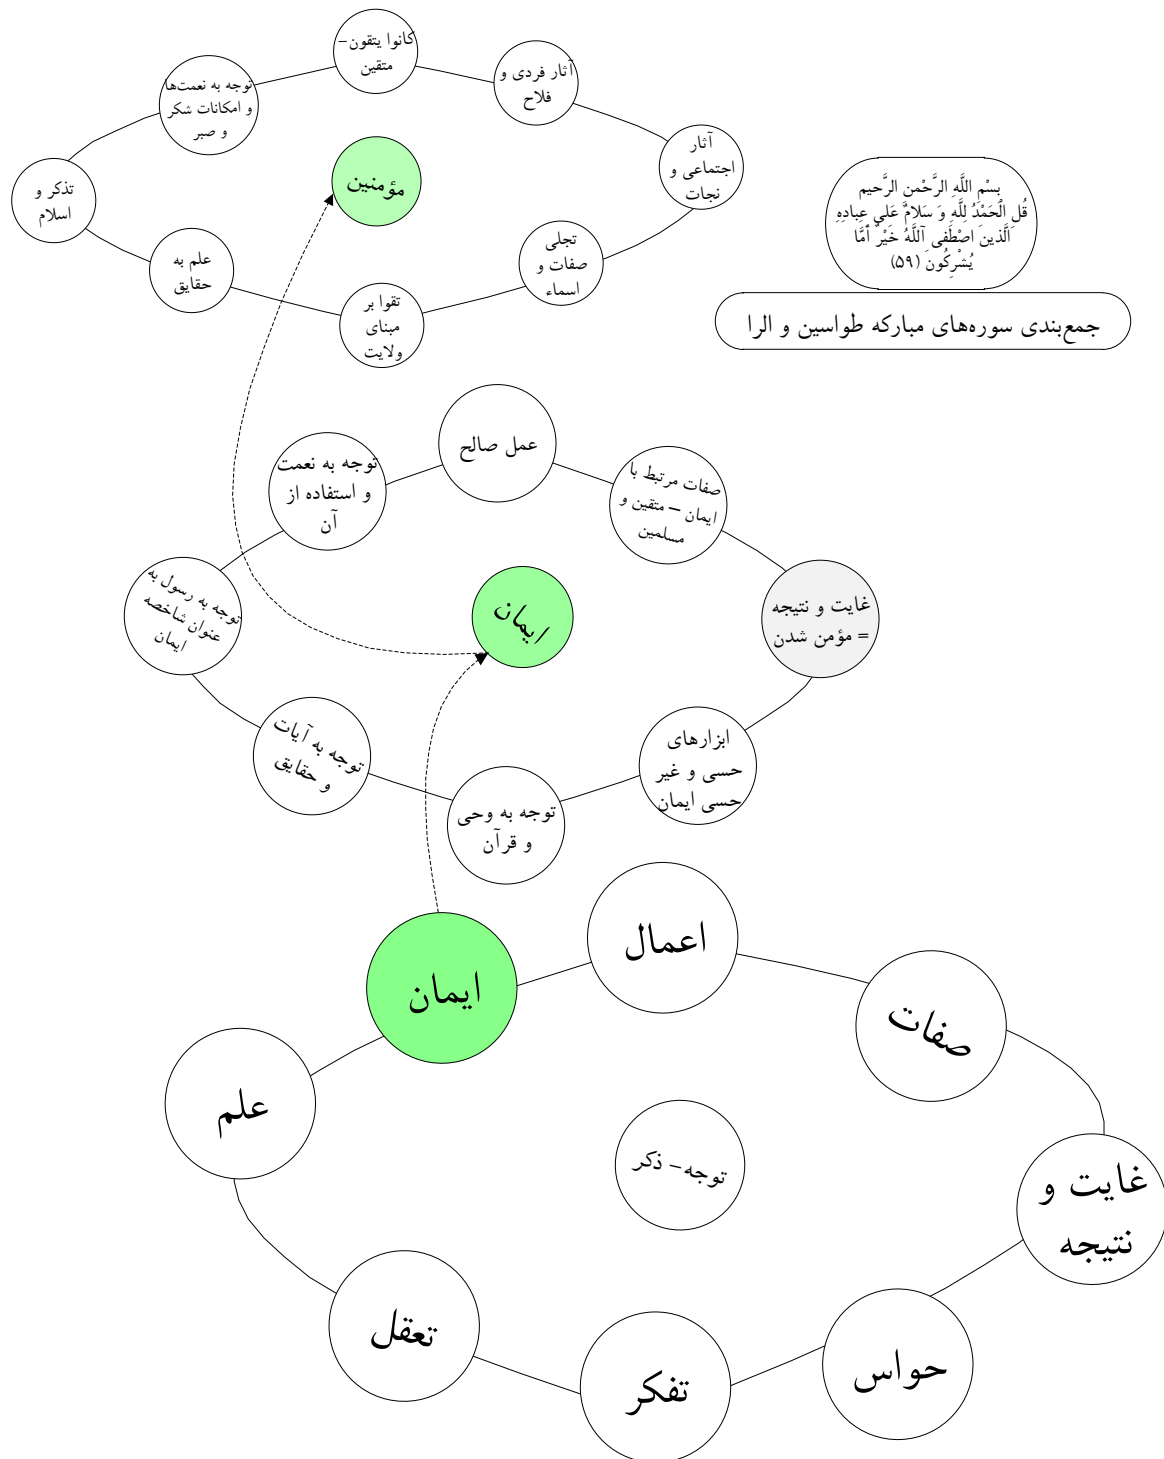 کانوا یتقون–
متقین
آثار فردی و
فلاح
توجه به نعمت‌ها
و امکانات شکر
و صبر
آثار
اجتماعی و
نجات
مؤمنین
تذکر و
اسلام
تجلی
صفات و
اسماء
علم به
حقایق
تقوا بر
مبنای
ولایت
بِسْمِ اللَّهِ الرَّحْمنِ الرَّحیمِ
قُلِ الْحَمْدُ لِلَّهِ وَ سَلامٌ عَلى‏ عِبادِهِ
الَّذینَ اصْطَفى‏ آللَّهُ خَیْرٌ أَمَّا
یُشْرِکُونَ (۵۹)
جمع‌بندی سوره‌های مبارکه طواسین و الرا
عمل صالح
توجه به نعمت
و استفاده از
آن
صفات مرتبط با
ایمان – متقین و
مسلمین
توجه به رسول به
عنوان شاخصه
ایمان
ایمان
غایت و نتیجه
= مؤمن شدن
توجه به آیات
و حقایق
ابزارهای
حسی و غیر
حسی ایمان
توجه به وحی
و قرآن
اعمال
ایمان
صفات
علم
توجه– ذکر
غایت و
نتیجه
تعقل
حواس
تفکر